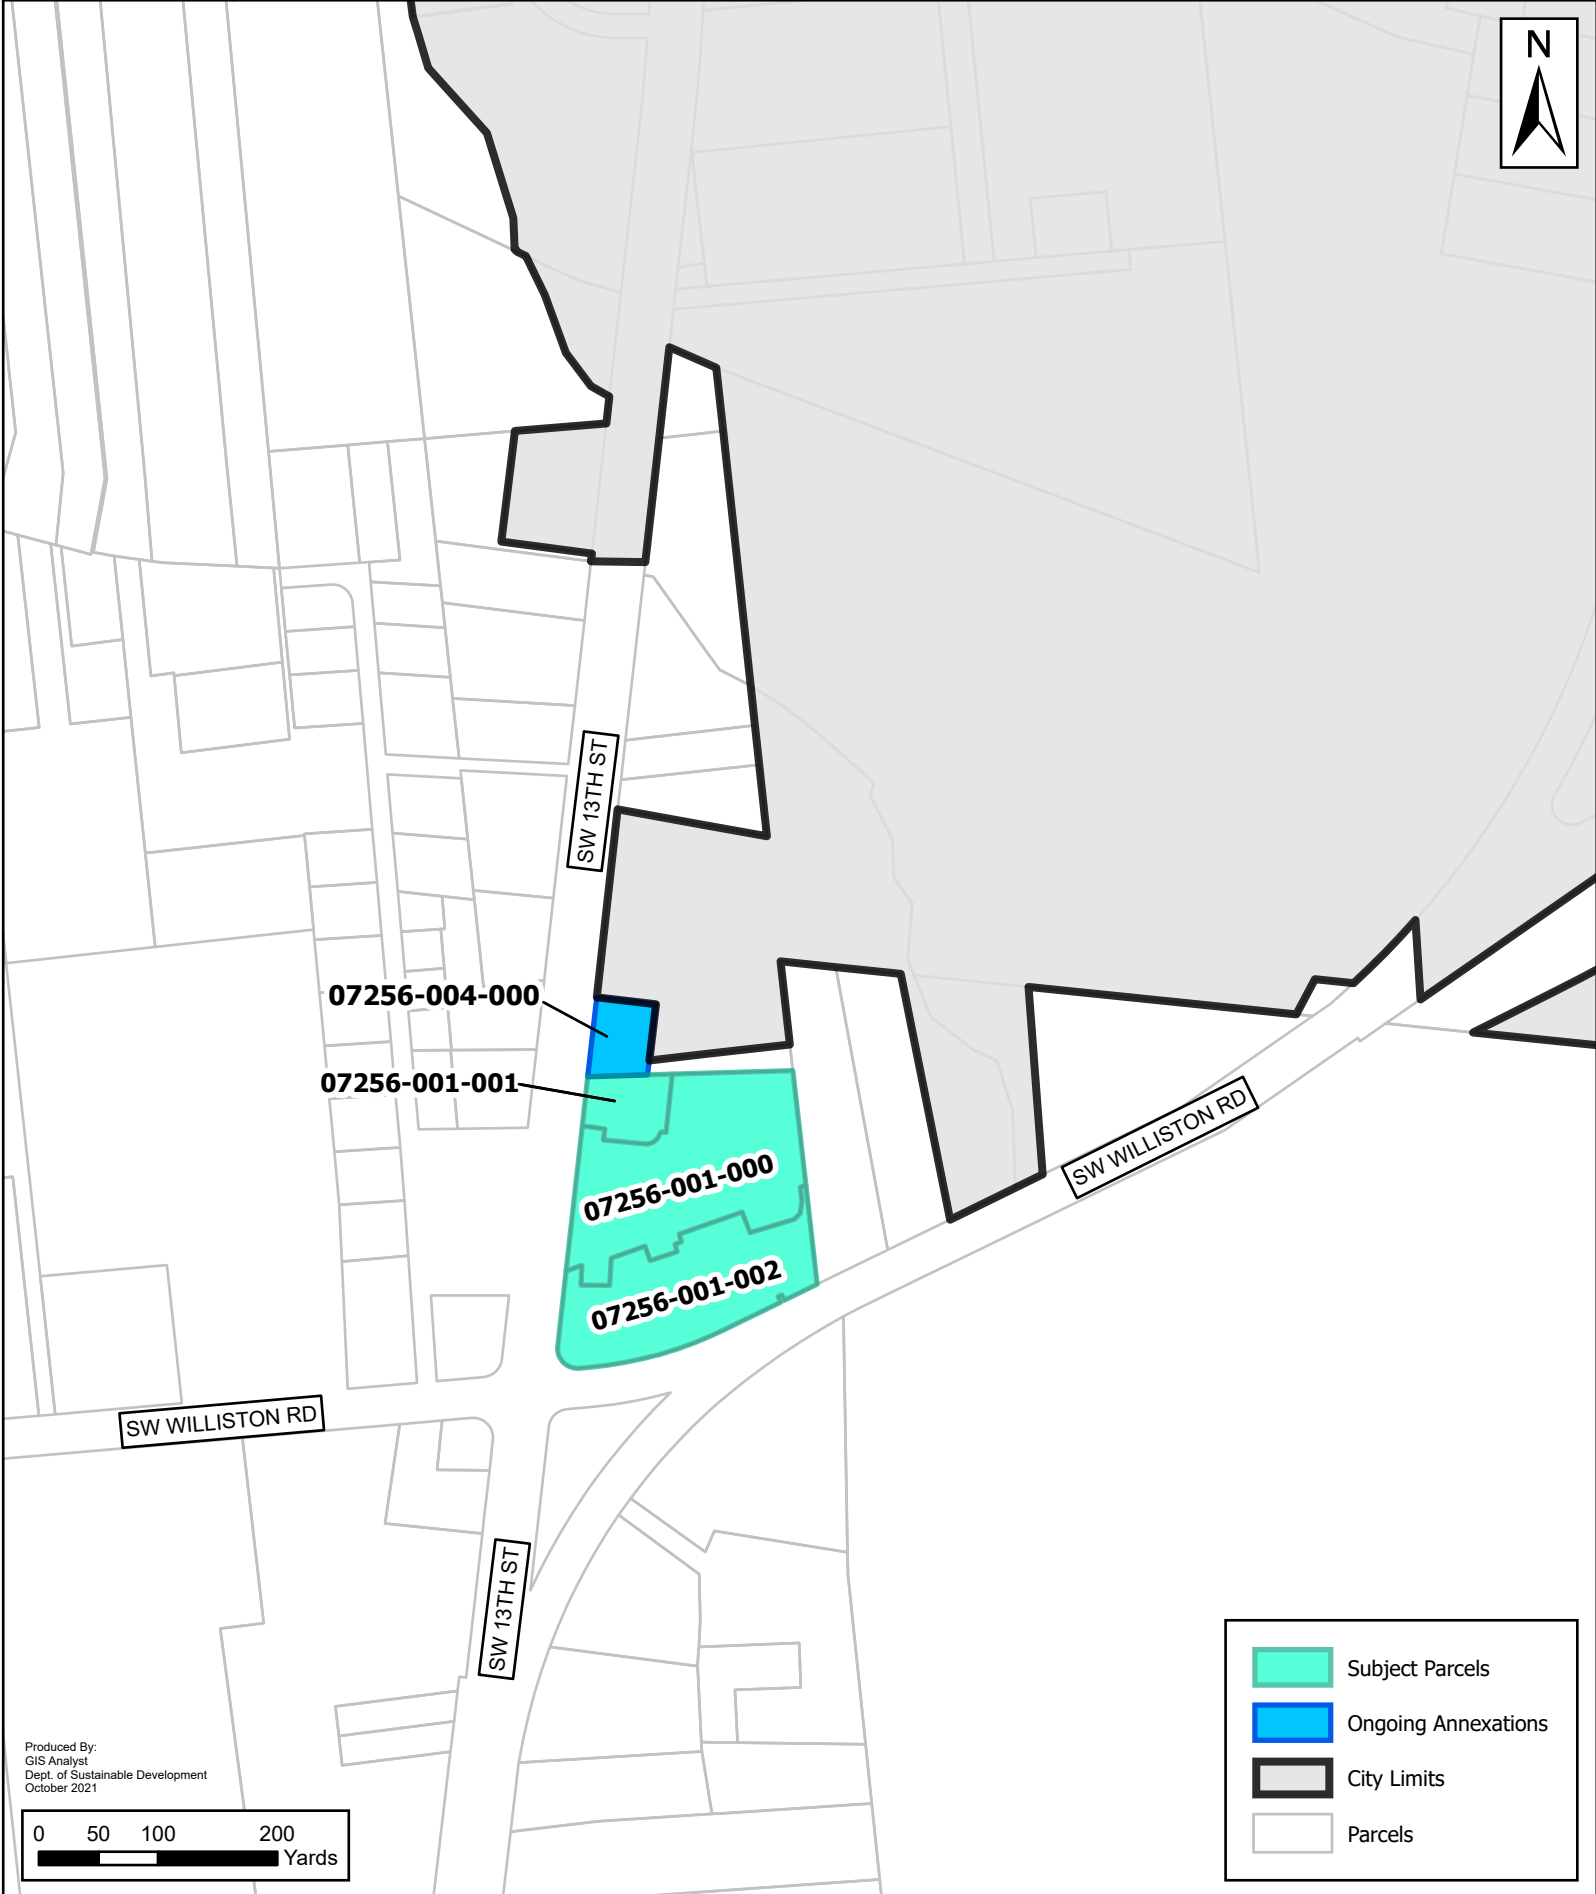 N
SW 13TH ST
07256-004-000
07256-001-001
SW WILLISTON RD
07256-001-000
07256-001-002
SW WILLISTON RD
SW 13TH ST
Subject Parcels
Ongoing Annexations
City Limits
Parcels
Produced By:
GIS Analyst
Dept. of Sustainable Development
October 2021
0 50 100 200
Yards